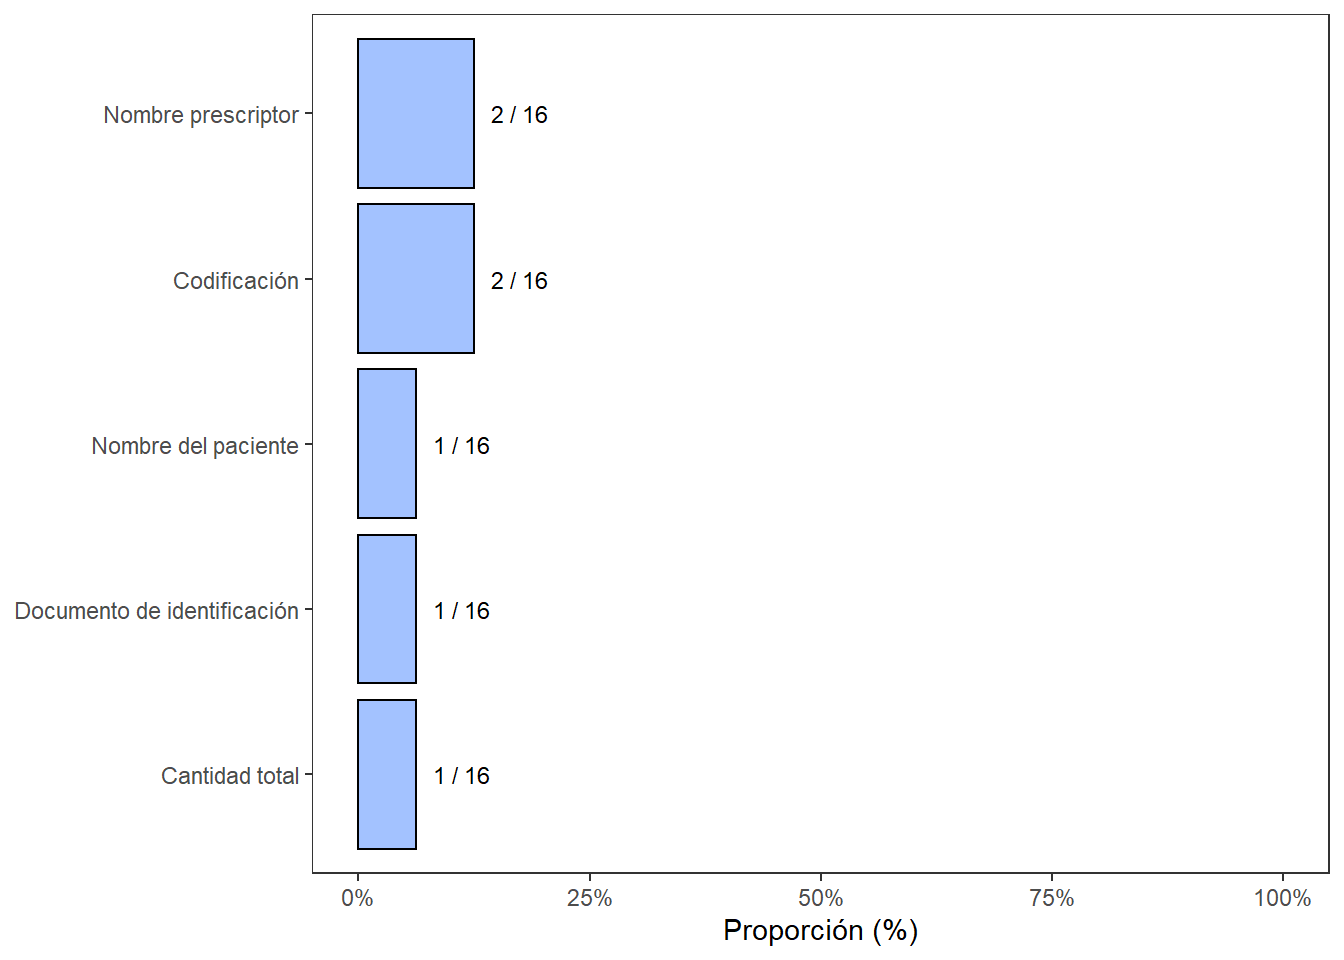 Nombre prescriptor
2 / 16
Codificación
2 / 16
Nombre del paciente
1 / 16
Documento de identificación
1 / 16
Cantidad total
1 / 16
0%
25%
50%
75%
100%
Proporción (%)